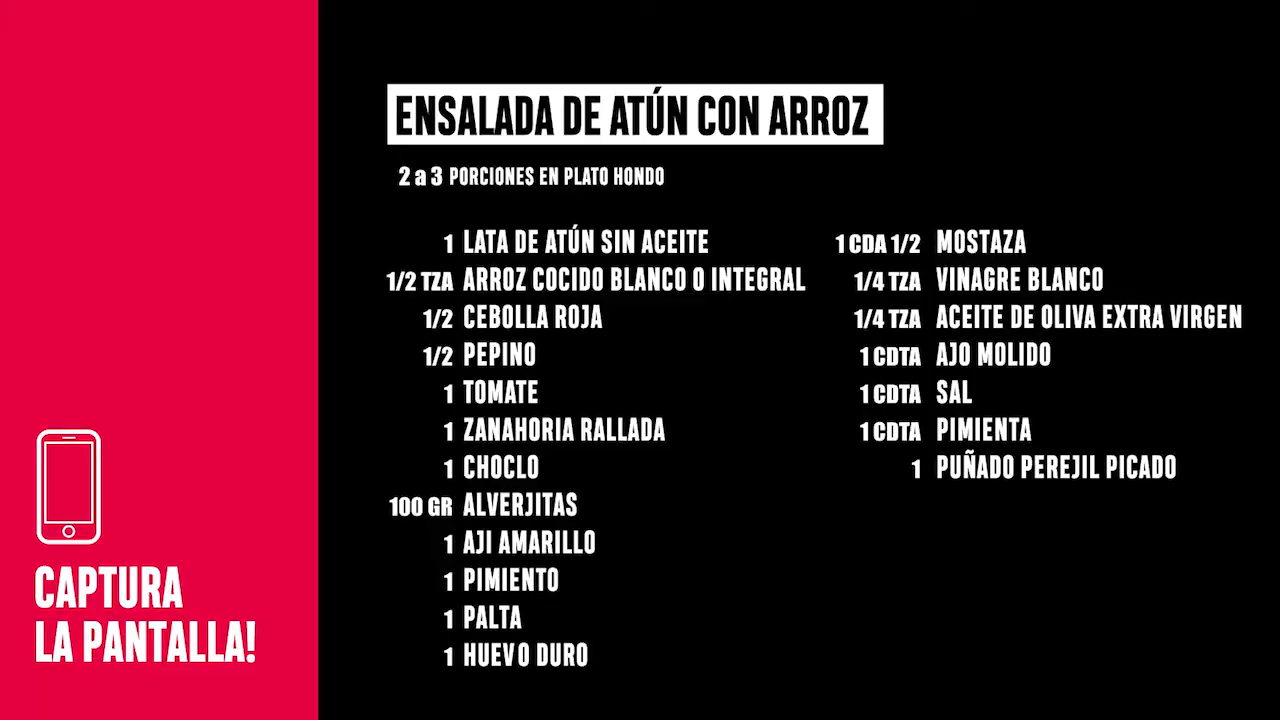 ENSALADA DE ATÚN CON ARROZ
2 a 3 PORCIONES EN PLATO HONDO
1 LATA DE ATÚN SIN ACEITE
1/2 TZA ARROZ COCIDO BLANCO O INTEGRAL
1/2 CEBOLLA ROJA
1/2 PEPINO
1 TOMATE
1 ZANAHORIA RALLADA
1 CHOCLO
100 GR ALVERJITAS
1 AJI AMARILLO
1 PIMIENTO
1 PALTA
1 HUEVO DURO
1 CDA 1/2 MOSTAZA
1/4 TZA VINAGRE BLANCO
1/4 TZA ACEITE DE OLIVA EXTRA VIRGEN
1 CDTA AJO MOLIDO
1 CDTA SAL
1 CDTA PIMIENTA
1 PUÑADO PEREJIL PICADO
CAPTURA
LA PANTALLA!